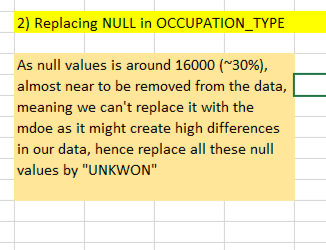 2) Replacing NULL in OCCUPATION_TYPE
As null values is around 16000 (~30%),
almost near to be removed from the data,
meaning we can't replace it with the
mdoe as it might create high differences
in our data, hence replace all these null
values by "UNKWON"